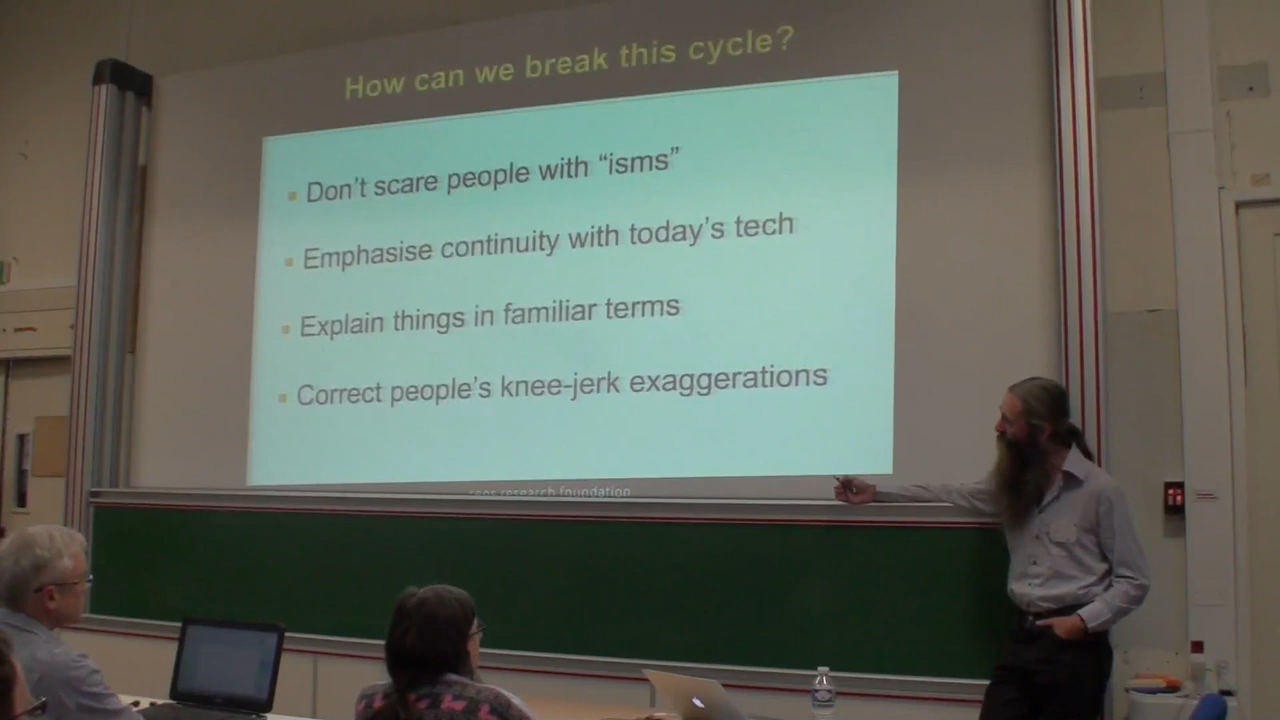 How can we break this cycle?
Don't scare people with “isms”
Emphasise continuity with today's tech
Explain things in familiar terms
Correct people's knee-jerk exaggerations
research foundation